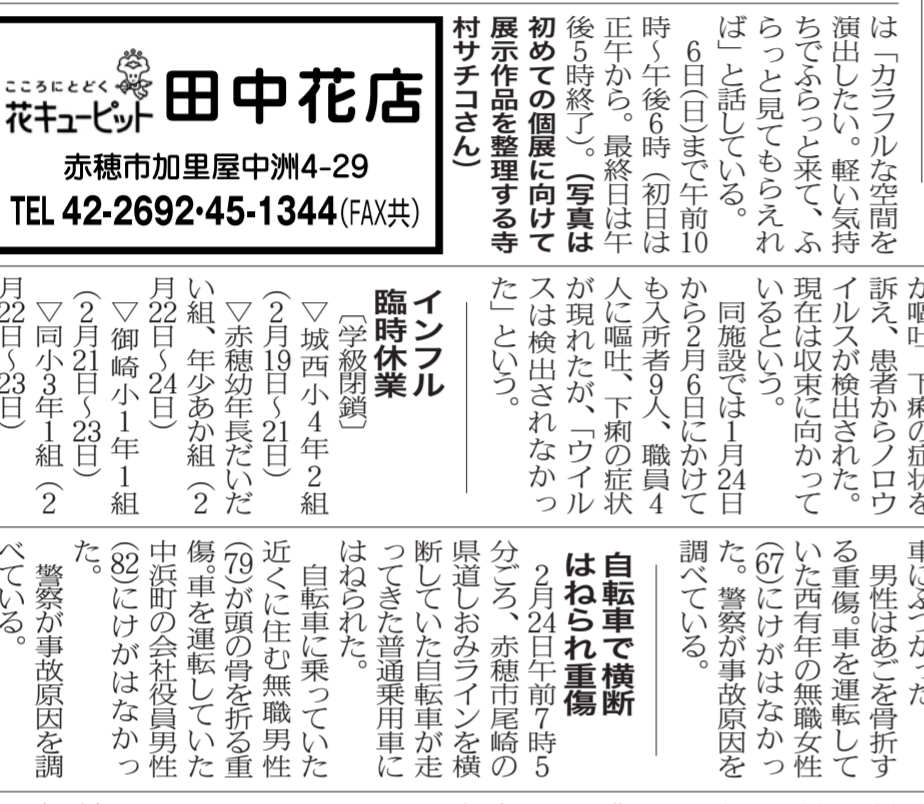 は「カラフルな空間を
演出したい。軽い気持
ちでふらっと来て、ふ
らっと見てもらえれ
ば」と話している。
6日(日)まで午前10
時～午後6時(初日は
正午から。最終日は午
後5時終了)。(写真は
初めての個展に向けて
展示作品を整理する寺
村サチコさん)
こころにとどく
花キューピット
田中花店
赤穂市加里屋中洲4-29
TEL 42-2692・45-1344(FAX共)
訴え、患者からノロウ
イルスが検出された。
現在は収束に向かって
いるという。
同施設では1月24日
から2月6日にかけて
も入所者9人、職員4
人に嘔吐、下痢の症状
が現れたが、「ウイル
スは検出されなかっ
た」という。
インフル
臨時休業
〔学級閉鎖〕
▽城西小4年2組
(2月19日～21日)
▽赤穂幼年長だいだ
い組、年少あか組(2
月22日～24日)
▽御崎小1年1組
(2月21日～23日)
▽同小3年1組(2
月22日～23日)
男性はあごを骨折す
る重傷。車を運転して
いた西有年の無職女性
(67)にけがはなかっ
た。警察が事故原因を
調べている。
自転車で横断
はねられ重傷
2月24日午前7時5
分ごろ、赤穂市尾崎の
県道しおみラインを横
断していた自転車が走
ってきた普通乗用車に
はねられた。
自転車に乗っていた
近くに住む無職男性
(79)が頭の骨を折る重
傷。車を運転していた
中浜町の会社役員男性
(82)にけがはなかっ
た。
警察が事故原因を調
べている。